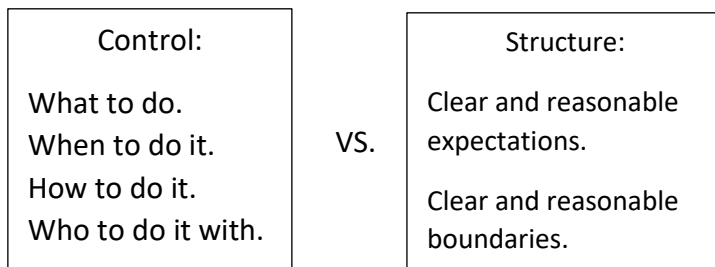 Control:
What to do.
When to do it.
How to do it.
Who to do it with.
VS.
Structure:
Clear and reasonable
expectations.
Clear and reasonable
boundaries.